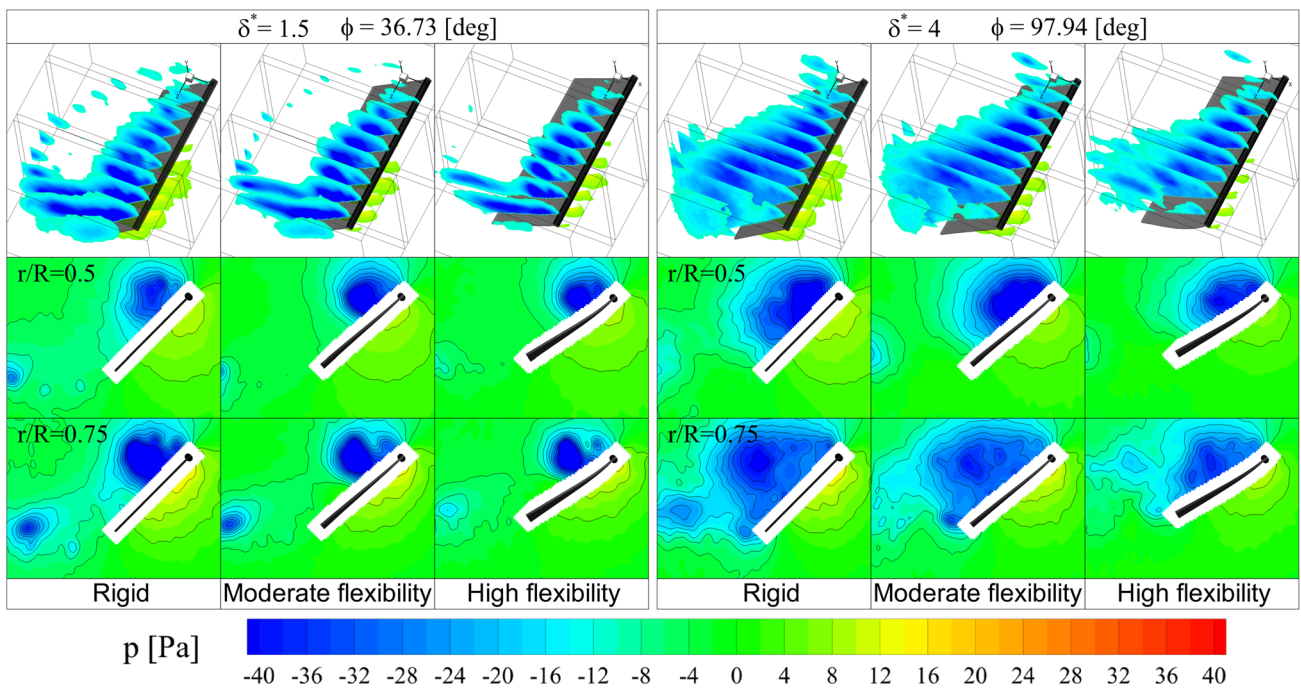 δ* = 1.5 ϕ = 36.73 [deg]
δ* = 4 ϕ = 97.94 [deg]
r/R=0.5
r/R=0.5
r/R=0.75
r/R=0.75
Rigid Moderate flexibility High flexibility
Rigid Moderate flexibility High flexibility
p [Pa]
-40 -36 -32 -28 -24 -20 -16 -12 -8 -4 0 4 8 12 16 20 24 28 32 36 40